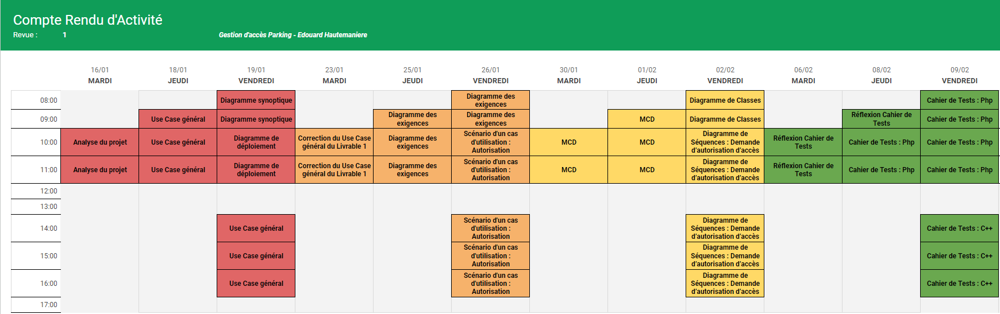 Compte Rendu d'Activité
Revue : 1 Gestion d'accès Parking - Edouard Hautemaniere
16/01 18/01 19/01 23/01 25/01 26/01 30/01 01/02 02/02 06/02 08/02 09/02
MARDI JEUDI VENDREDI MARDI JEUDI VENDREDI MARDI JEUDI VENDREDI MARDI JEUDI VENDREDI
08:00 Diagramme synoptique Diagramme des exigences Diagramme de Classes Cahier de Tests : Php
09:00 Use Case général Diagramme synoptique Diagramme des exigences Diagramme des exigences MCD Diagramme de Classes Réflexion Cahier de Tests Cahier de Tests : Php
10:00 Analyse du projet Use Case général Diagramme de déploiement Correction du Use Case général du Livrable 1 Diagramme des exigences Scénario d'un cas d'utilisation : Autorisation MCD MCD Diagramme de Séquences : Demande d'autorisation d'accès Réflexion Cahier de Tests Cahier de Tests : Php Cahier de Tests : Php
11:00 Analyse du projet Use Case général Diagramme de déploiement Correction du Use Case général du Livrable 1 Diagramme des exigences Scénario d'un cas d'utilisation : Autorisation MCD MCD Diagramme de Séquences : Demande d'autorisation d'accès Réflexion Cahier de Tests Cahier de Tests : Php Cahier de Tests : Php
12:00
13:00
14:00 Use Case général Scénario d'un cas d'utilisation : Autorisation Diagramme de Séquences : Demande d'autorisation d'accès Cahier de Tests : C++
15:00 Use Case général Scénario d'un cas d'utilisation : Autorisation Diagramme de Séquences : Demande d'autorisation d'accès Cahier de Tests : C++
16:00 Use Case général Scénario d'un cas d'utilisation : Autorisation Diagramme de Séquences : Demande d'autorisation d'accès Cahier de Tests : C++
17:00